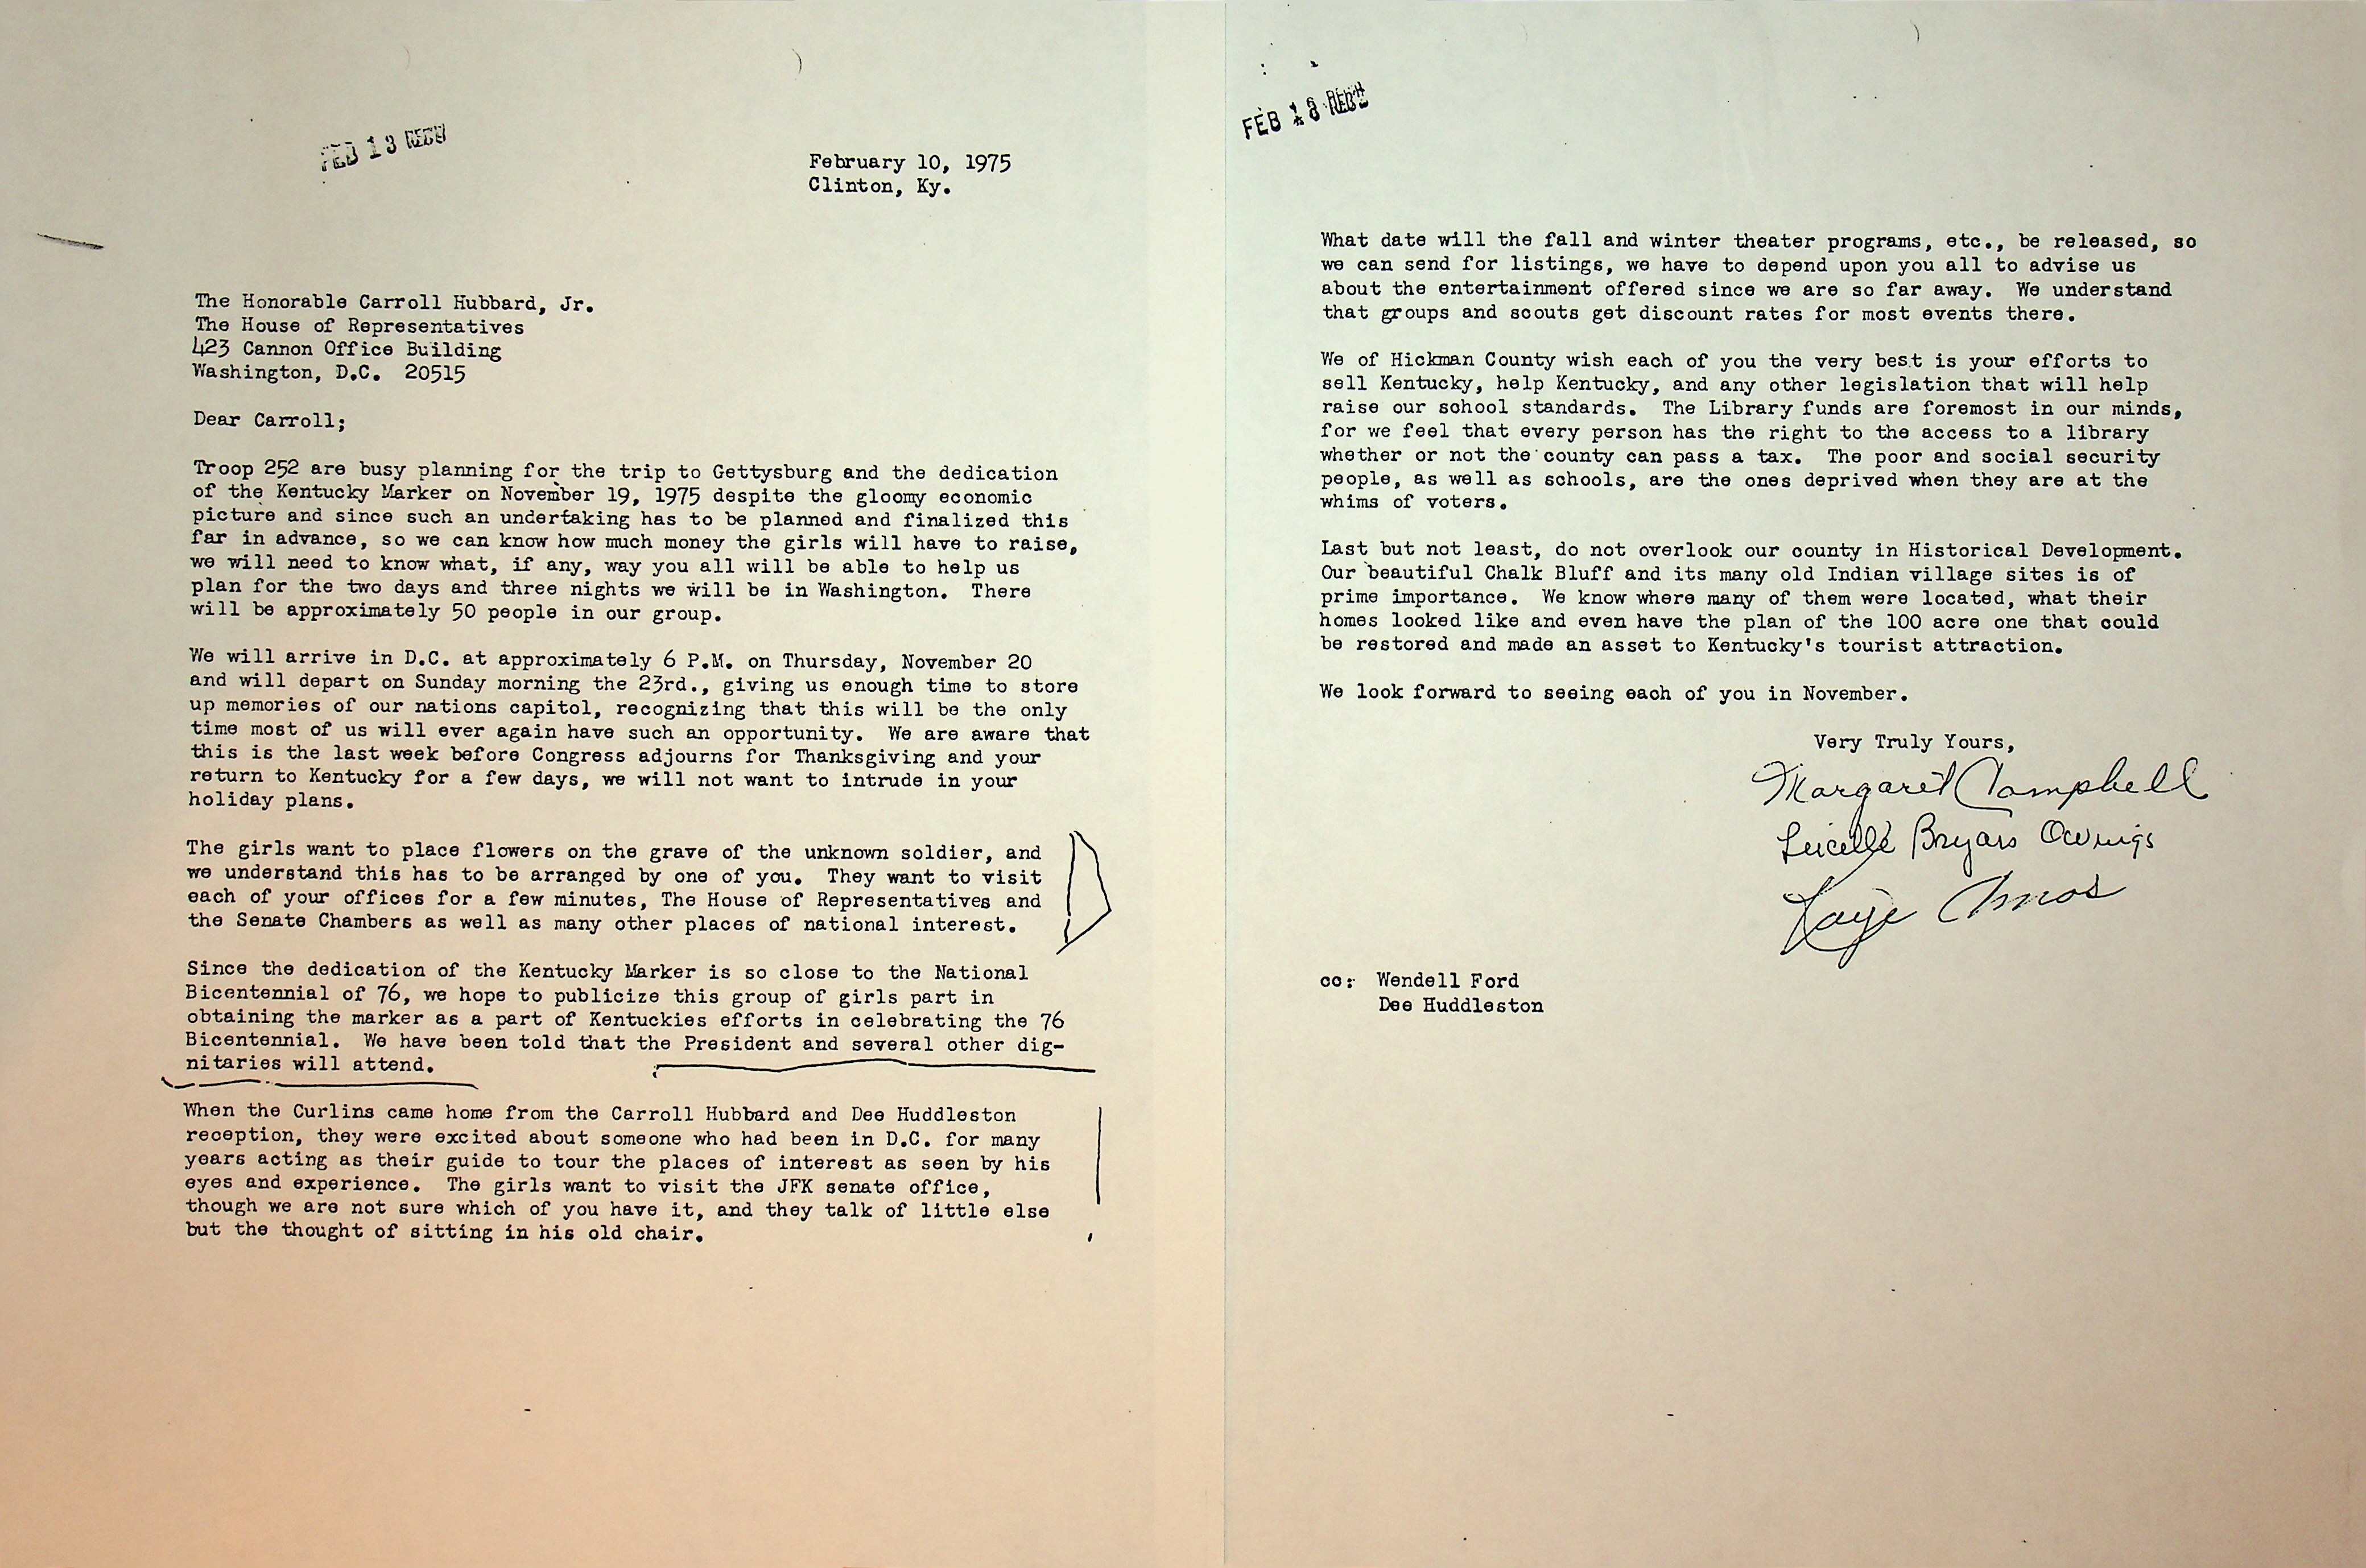 FEB 13 REC'D
February 10, 1975
Clinton, Ky.
The Honorable Carroll Hubbard, Jr.
The House of Representatives
423 Cannon Office Building
Washington, D.C.  20515
Dear Carroll;
Troop 252 are busy planning for the trip to Gettysburg and the dedication
of the Kentucky Marker on November 19, 1975 despite the gloomy economic
picture and since such an undertaking has to be planned and finalized this
far in advance, so we can know how much money the girls will have to raise,
we will need to know what, if any, way you all will be able to help us
plan for the two days and three nights we will be in Washington.  There
will be approximately 50 people in our group.
We will arrive in D.C. at approximately 6 P.M. on Thursday, November 20
and will depart on Sunday morning the 23rd., giving us enough time to store
up memories of our nations capitol, recognizing that this will be the only
time most of us will ever again have such an opportunity.  We are aware that
this is the last week before Congress adjourns for Thanksgiving and your
return to Kentucky for a few days, we will not want to intrude in your
holiday plans.
The girls want to place flowers on the grave of the unknown soldier, and
we understand this has to be arranged by one of you.  They want to visit
each of your offices for a few minutes, The House of Representatives and
the Senate Chambers as well as many other places of national interest.
Since the dedication of the Kentucky Marker is so close to the National
Bicentennial of 76, we hope to publicize this group of girls part in
obtaining the marker as a part of Kentuckies efforts in celebrating the 76
Bicentennial.  We have been told that the President and several other dig-
nitaries will attend.
When the Curlins came home from the Carroll Hubbard and Dee Huddleston
reception, they were excited about someone who had been in D.C. for many
years acting as their guide to tour the places of interest as seen by his
eyes and experience.  The girls want to visit the JFK senate office,
though we are not sure which of you have it, and they talk of little else
but the thought of sitting in his old chair.
FEB 13
What date will the fall and winter theater programs, etc., be released, so
we can send for listings, we have to depend upon you all to advise us
about the entertainment offered since we are so far away.  We understand
that groups and scouts get discount rates for most events there.
We of Hickman County wish each of you the very best is your efforts to
sell Kentucky, help Kentucky, and any other legislation that will help
raise our school standards.  The Library funds are foremost in our minds,
for we feel that every person has the right to the access to a library
whether or not the county can pass a tax.  The poor and social security
people, as well as schools, are the ones deprived when they are at the
whims of voters.
Last but not least, do not overlook our county in Historical Development.
Our beautiful Chalk Bluff and its many old Indian village sites is of
prime importance.  We know where many of them were located, what their
homes looked like and even have the plan of the 100 acre one that could
be restored and made an asset to Kentucky's tourist attraction.
We look forward to seeing each of you in November.
Very Truly Yours,
Margaret Campbell
Lucille Bryars Owings
Kaye Amos
cc:  Wendell Ford
Dee Huddleston